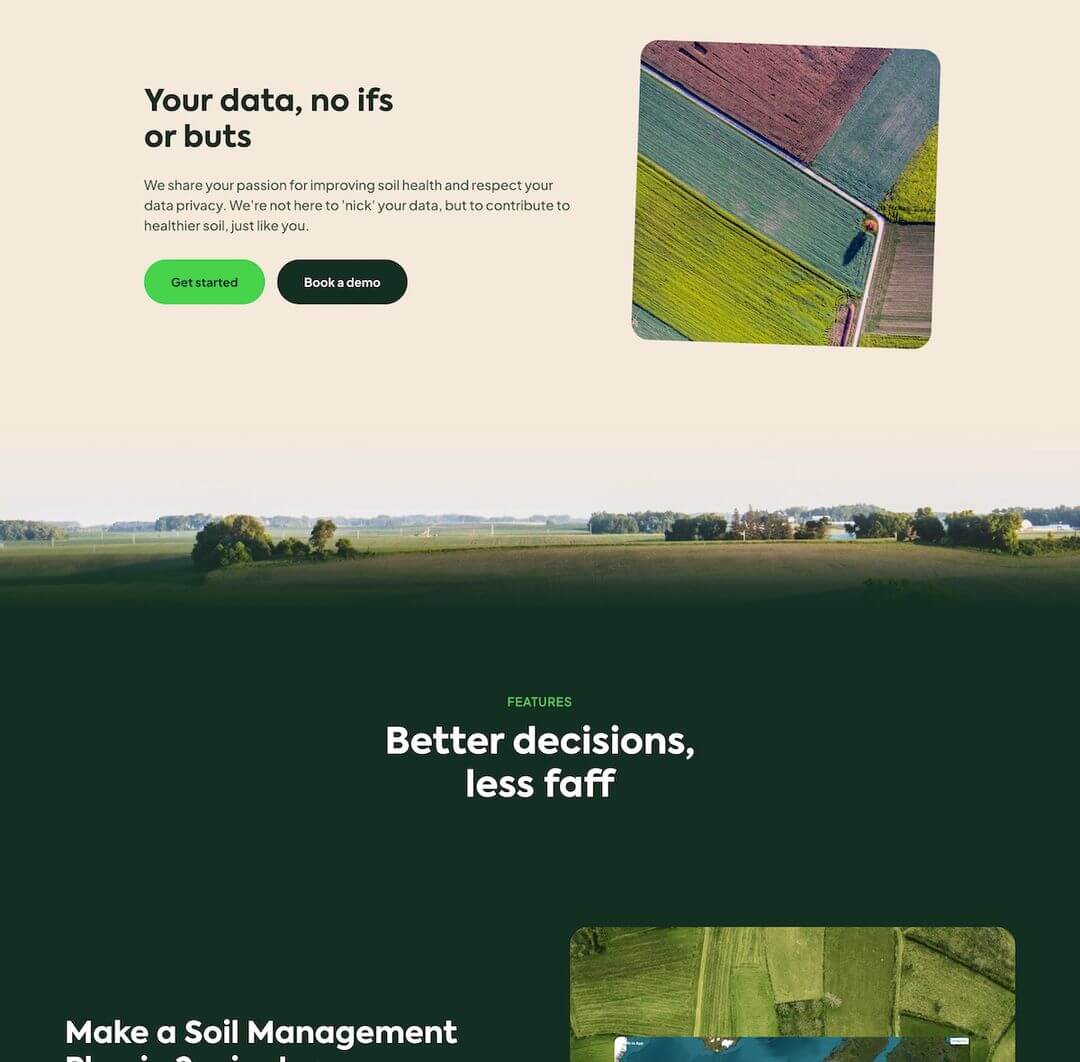 Your data, no ifs
or buts
We share your passion for improving soil health and respect your
data privacy. We're not here to 'nick' your data, but to contribute to
healthier soil, just like you.
Get started
Book a demo
FEATURES
Better decisions,
less faff
Make a Soil Management